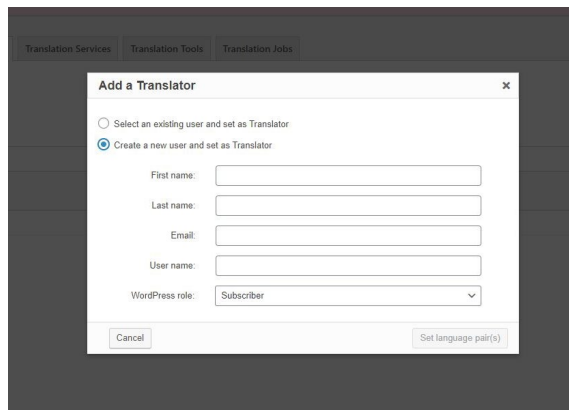 Translation Services Translation Tools Translation Jobs
Add a Translator
Select an existing user and set as Translator
Create a new user and set as Translator
First name:
Last name:
Email:
User name:
WordPress role: Subscriber
Cancel Set language pair(s)